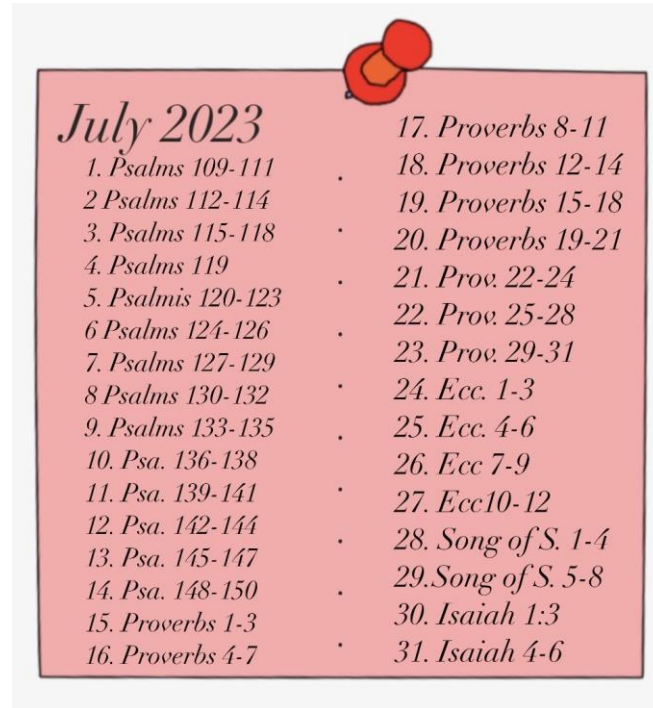 July 2023
1. Psalms 109-111
2 Psalms 112-114
3. Psalms 115-118
4. Psalms 119
5. Psalmis 120-123
6 Psalms 124-126
7. Psalms 127-129
8 Psalms 130-132
9. Psalms 133-135
10. Psa. 136-138
11. Psa. 139-141
12. Psa. 142-144
13. Psa. 145-147
14. Psa. 148-150
15. Proverbs 1-3
16. Proverbs 4-7
17. Proverbs 8-11
18. Proverbs 12-14
19. Proverbs 15-18
20. Proverbs 19-21
21. Prov. 22-24
22. Prov. 25-28
23. Prov. 29-31
24. Ecc. 1-3
25. Ecc. 4-6
26. Ecc 7-9
27. Ecc10-12
28. Song of S. 1-4
29.Song of S. 5-8
30. Isaiah 1:3
31. Isaiah 4-6